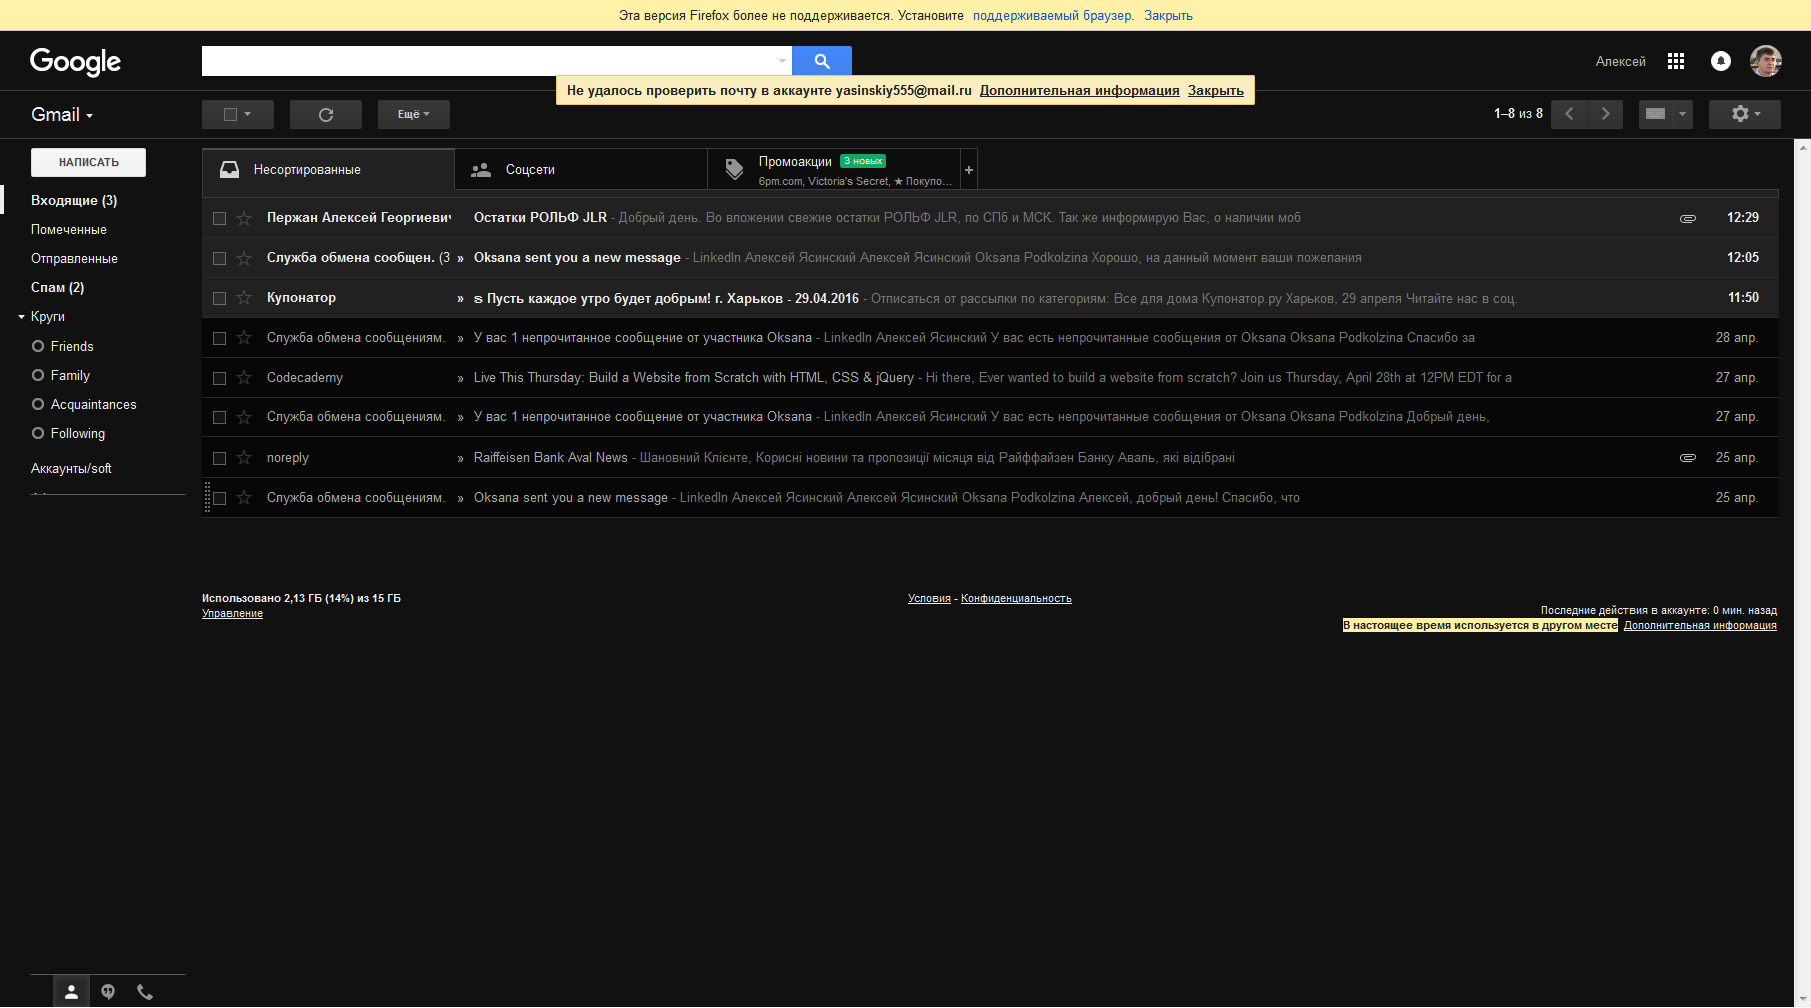 Эта версия Firefox более не поддерживается. Установите поддерживаемый браузер. Закрыть
Google
Алексей
Не удалось проверить почту в аккаунте yasinskiy555@mail.ru Дополнительная информация Закрыть
Gmail
Ещё
1–8 из 8
НАПИСАТЬ
Входящие (3)
Помеченные
Отправленные
Спам (2)
Круги
Friends
Family
Acquaintances
Following
Аккаунты/soft
Несортированные
Соцсети
Промоакции 3 новых
6pm.com, Victoria's Secret, ★ Покупо…
+
Пержан Алексей Георгиевич Остатки РОЛЬФ JLR - Добрый день. Во вложении свежие остатки РОЛЬФ JLR, по СПб и МСК. Так же информирую Вас, о наличии моб 12:29
Служба обмена сообщен. (3 » Oksana sent you a new message - LinkedIn Алексей Ясинский Алексей Ясинский Oksana Podkolzina Хорошо, на данный момент ваши пожелания 12:05
Купонатор » s Пусть каждое утро будет добрым! г. Харьков - 29.04.2016 - Отписаться от рассылки по категориям: Все для дома Купонатор.ру Харьков, 29 апреля Читайте нас в соц. 11:50
Служба обмена сообщениям. » У вас 1 непрочитанное сообщение от участника Oksana - LinkedIn Алексей Ясинский У вас есть непрочитанные сообщения от Oksana Oksana Podkolzina Спасибо за 28 апр.
Codecademy » Live This Thursday: Build a Website from Scratch with HTML, CSS & jQuery - Hi there, Ever wanted to build a website from scratch? Join us Thursday, April 28th at 12PM EDT for a 27 апр.
Служба обмена сообщениям. » У вас 1 непрочитанное сообщение от участника Oksana - LinkedIn Алексей Ясинский У вас есть непрочитанные сообщения от Oksana Oksana Podkolzina Добрый день, 27 апр.
noreply » Raiffeisen Bank Aval News - Шановний Клієнте, Корисні новини та пропозиції місяця від Райффайзен Банку Аваль, які відібрані 25 апр.
Служба обмена сообщениям. » Oksana sent you a new message - LinkedIn Алексей Ясинский Алексей Ясинский Oksana Podkolzina Алексей, добрый день! Спасибо, что 25 апр.
Использовано 2,13 ГБ (14%) из 15 ГБ
Управление
Условия - Конфиденциальность
Последние действия в аккаунте: 0 мин. назад
В настоящее время используется в другом месте Дополнительная информация